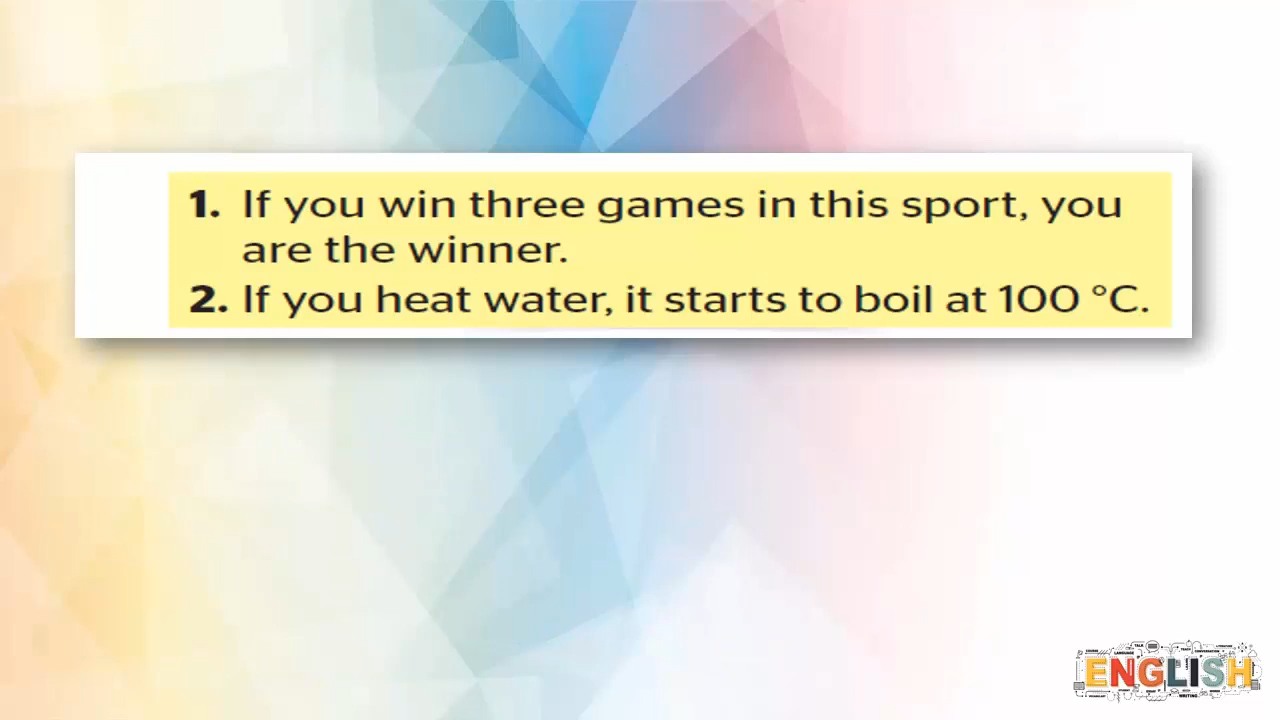 1. If you win three games in this sport, you
are the winner.
2. If you heat water, it starts to boil at 100 °C.
ENGLISH